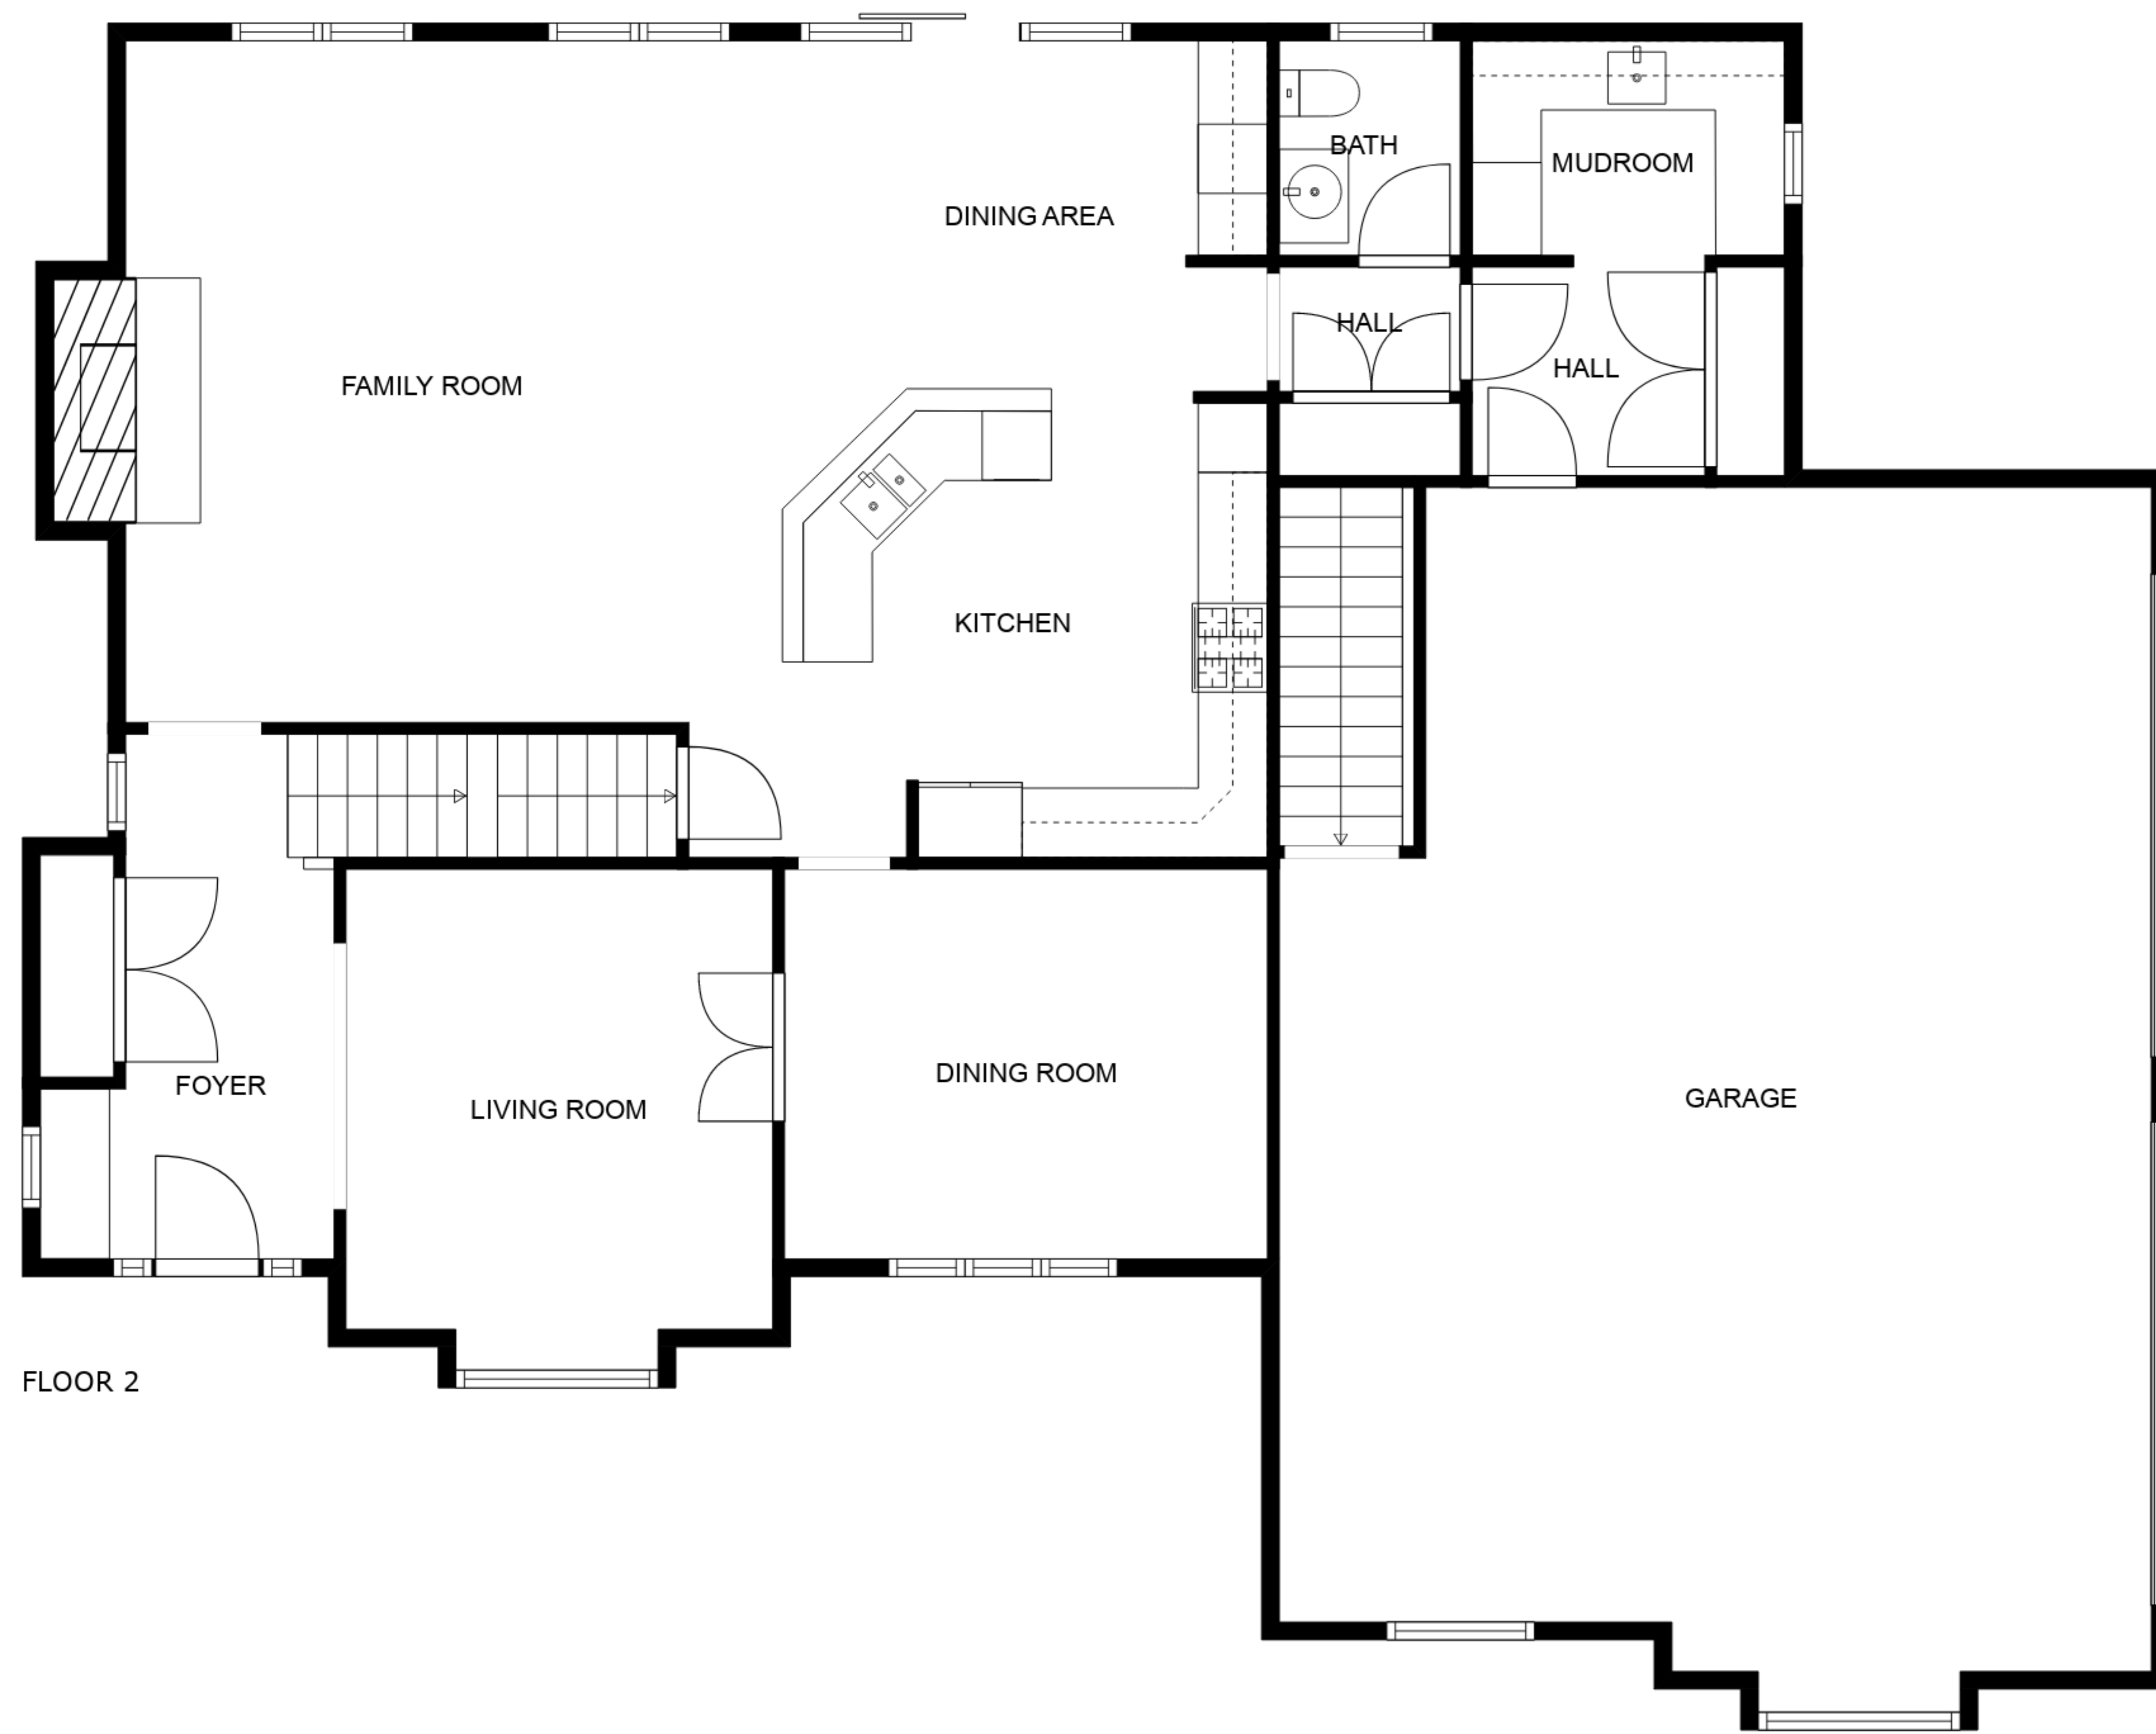 BATH
MUDROOM
DINING AREA
HALL
HALL
FAMILY ROOM
KITCHEN
FOYER
LIVING ROOM
DINING ROOM
GARAGE
FLOOR 2